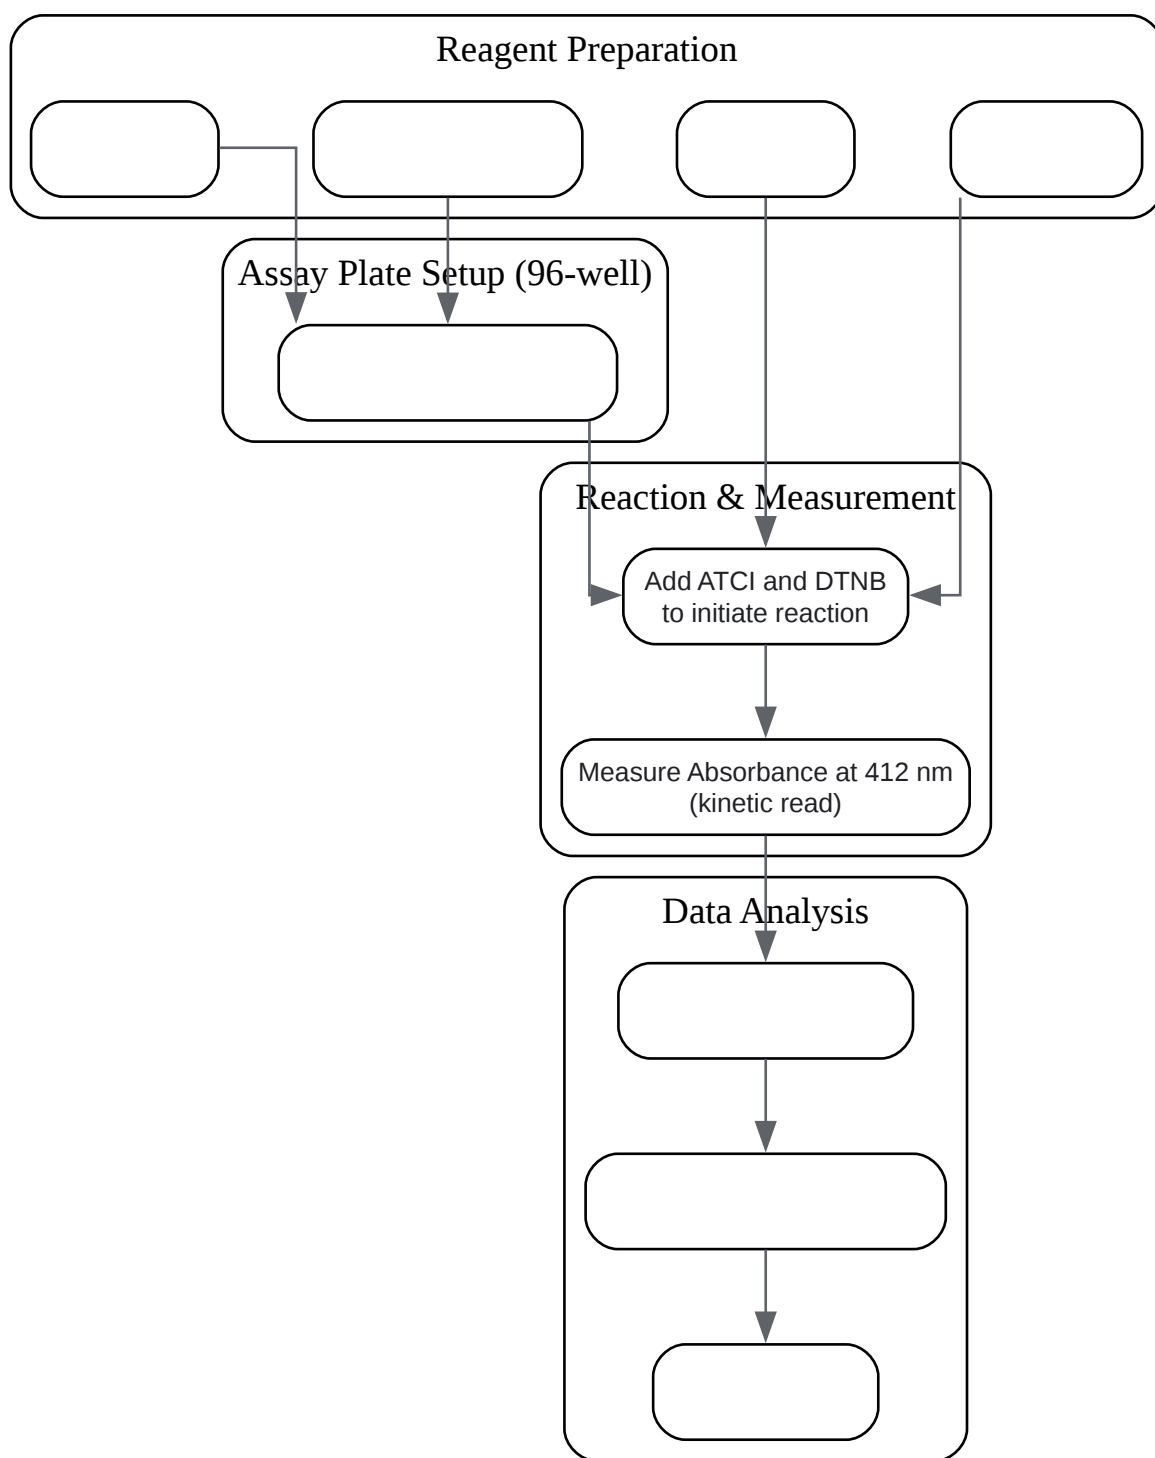 Reagent Preparation
Assay Plate Setup (96-well)
Reaction & Measurement
Add ATCI and DTNB
to initiate reaction
Measure Absorbance at 412 nm
(kinetic read)
Data Analysis